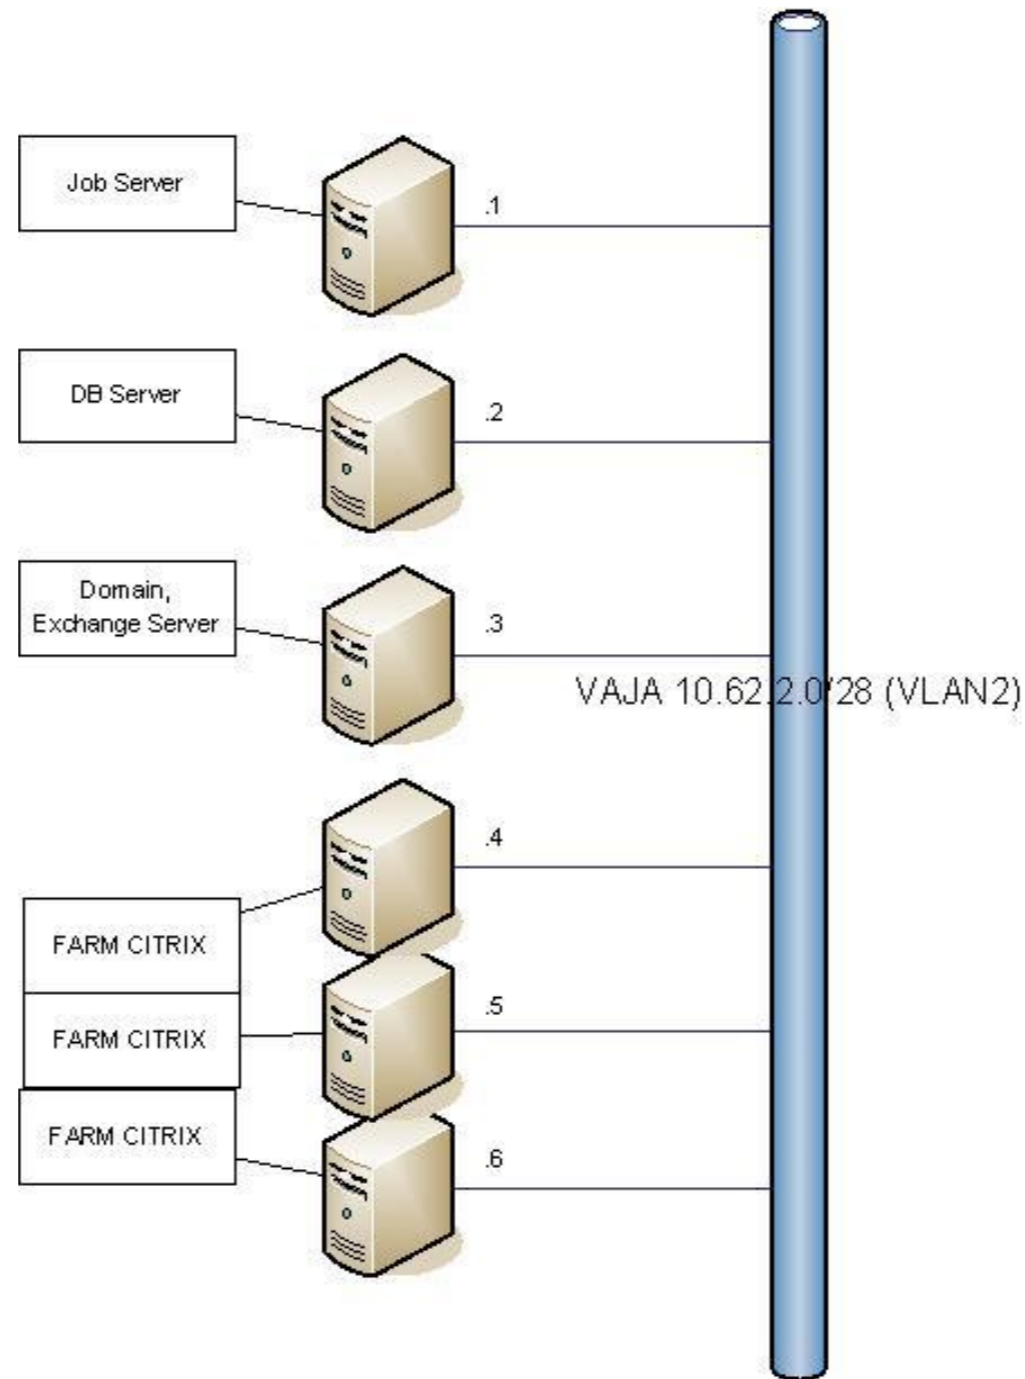 Job Server
.1
DB Server
.2
Domain,
Exchange Server
.3
VAJA 10.62.2.0/28 (VLAN2)
.4
FARM CITRIX
.5
FARM CITRIX
FARM CITRIX
.6